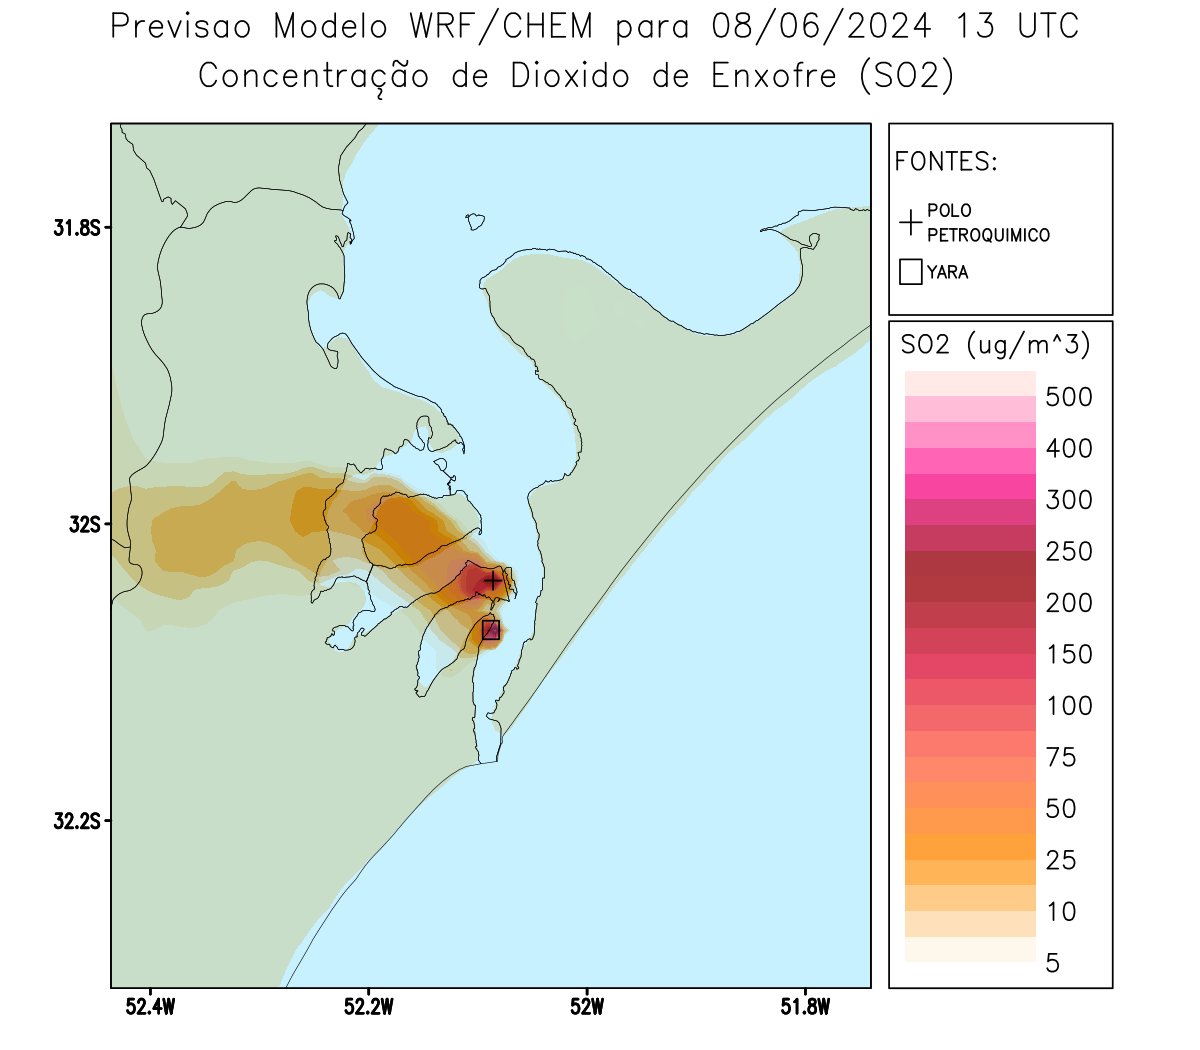 Previsao Modelo WRF/CHEM para 08/06/2024 13 UTC
Concentração de Dioxido de Enxofre (SO2)
FONTES:
POLO
PETROQUIMICO
YARA
31.8S
32S
32.2S
52.4W
52.2W
52W
51.8W
SO2 (ug/m^3)
500
400
300
250
200
150
100
75
50
25
10
5